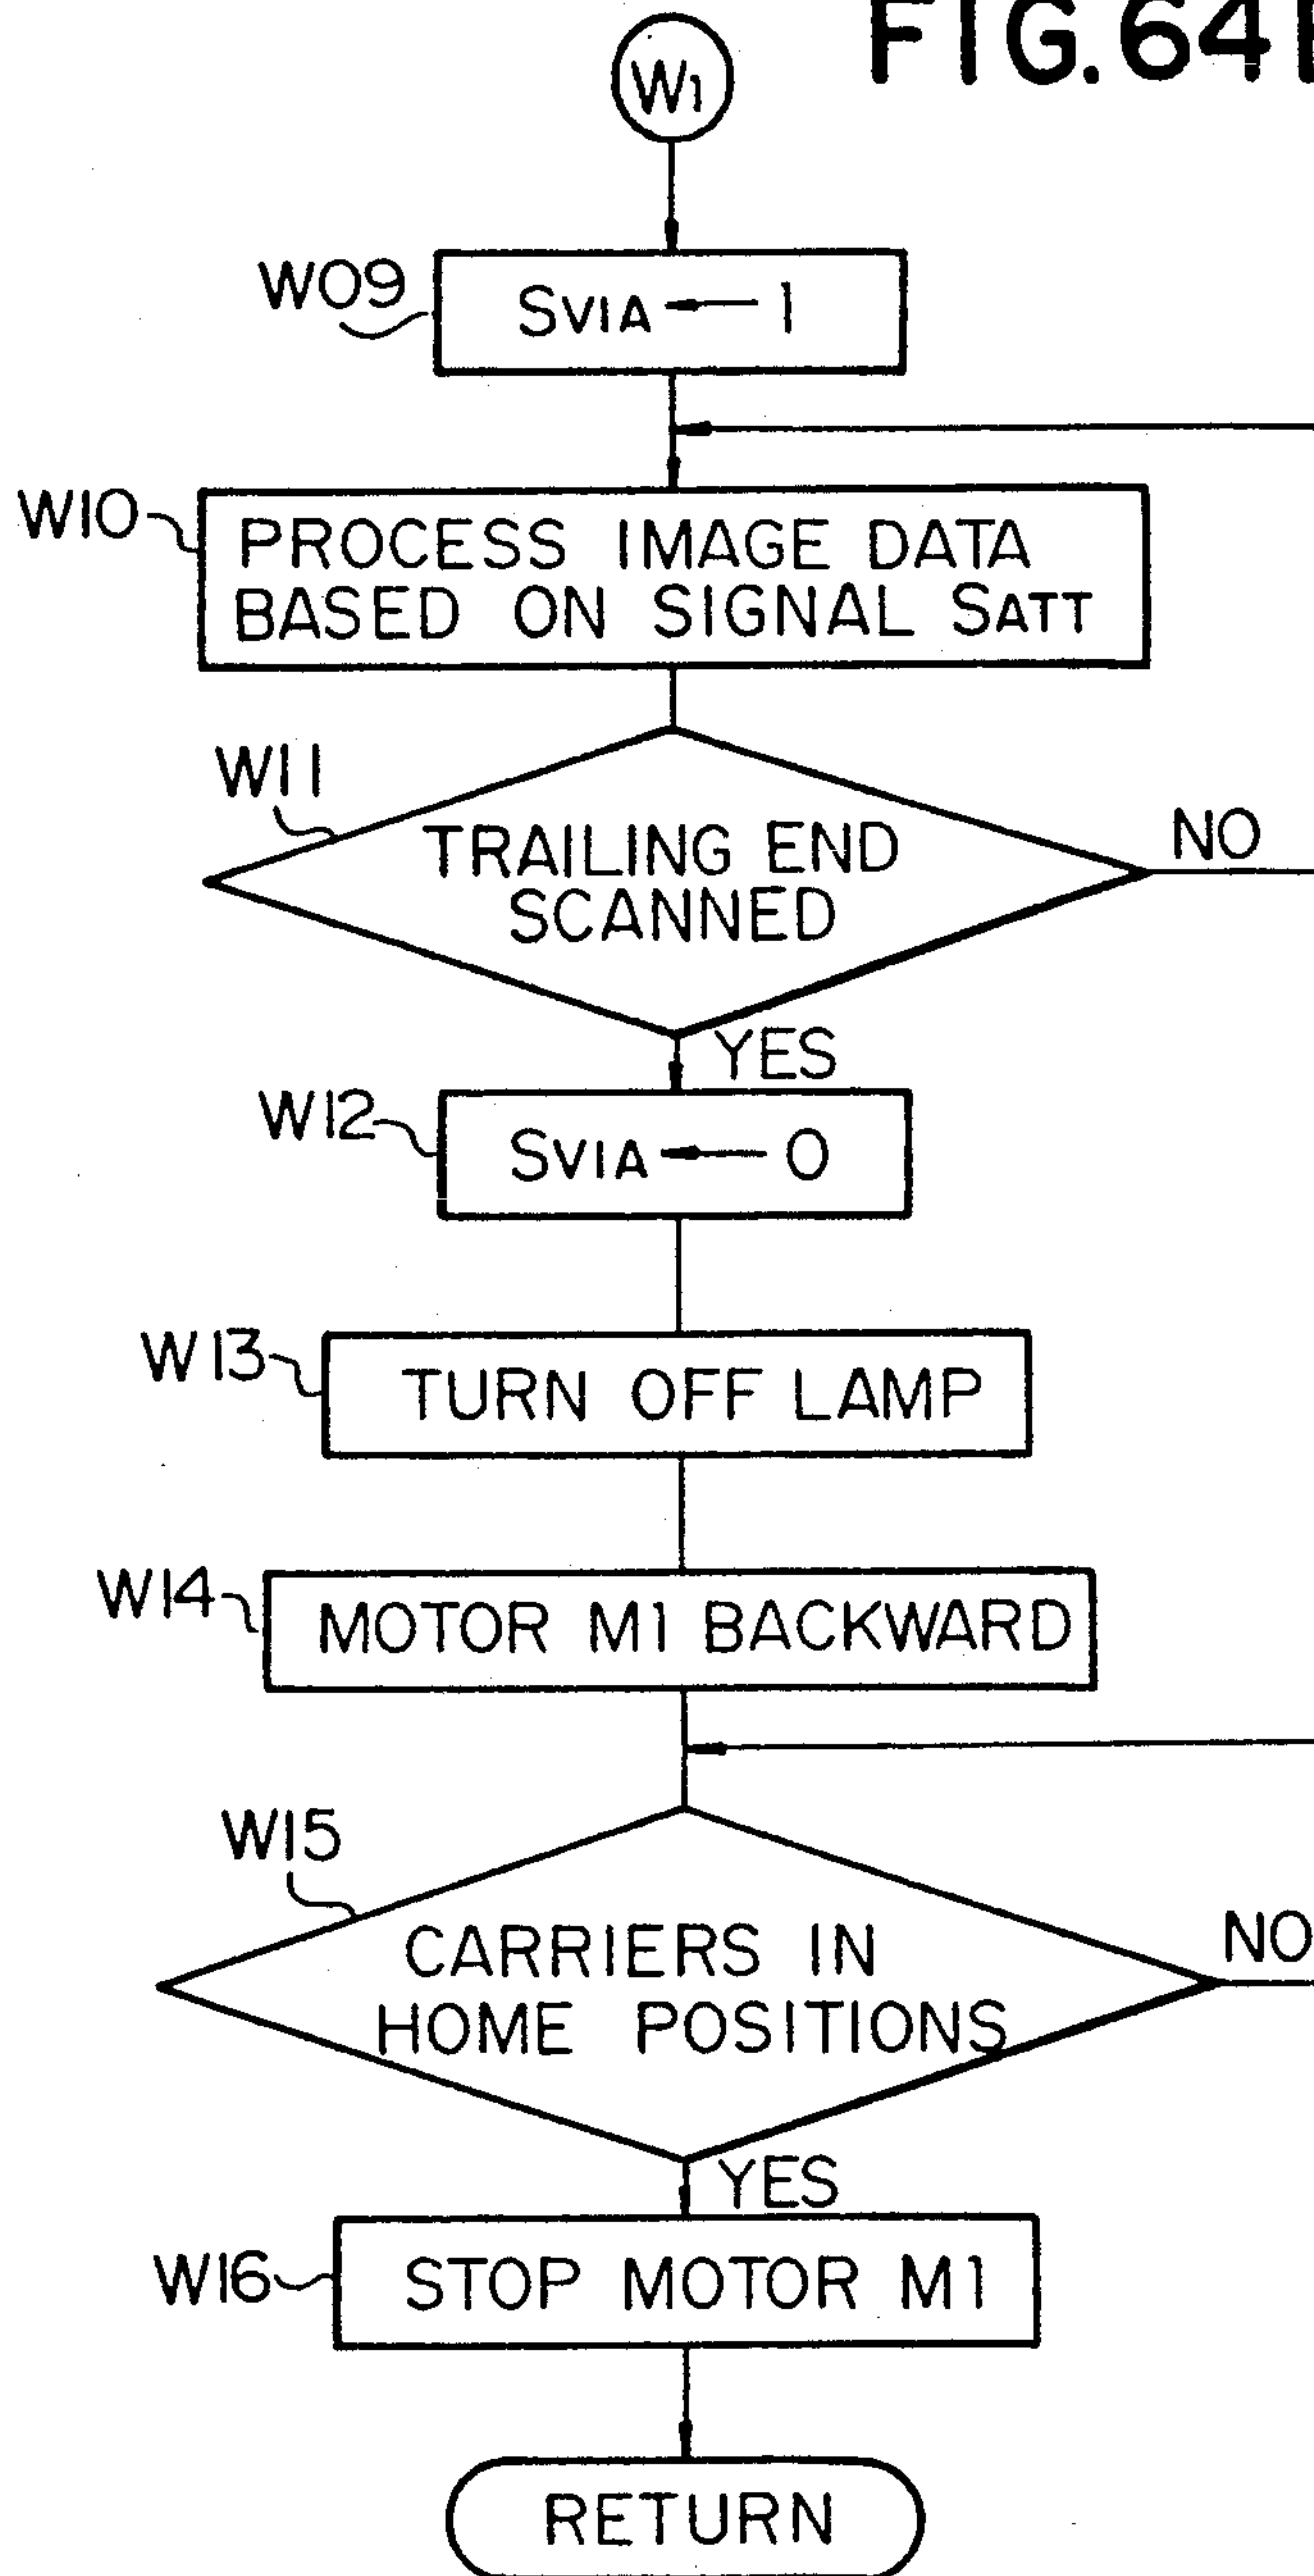 FIG.64
W1
W09
SVIA ← 1
W10
PROCESS IMAGE DATA
BASED ON SIGNAL SATT
W11
TRAILING END
SCANNED
NO
YES
W12
SVIA ← 0
W13
TURN OFF LAMP
W14
MOTOR M1 BACKWARD
W15
CARRIERS IN
HOME POSITIONS
NO
YES
W16
STOP MOTOR M1
RETURN